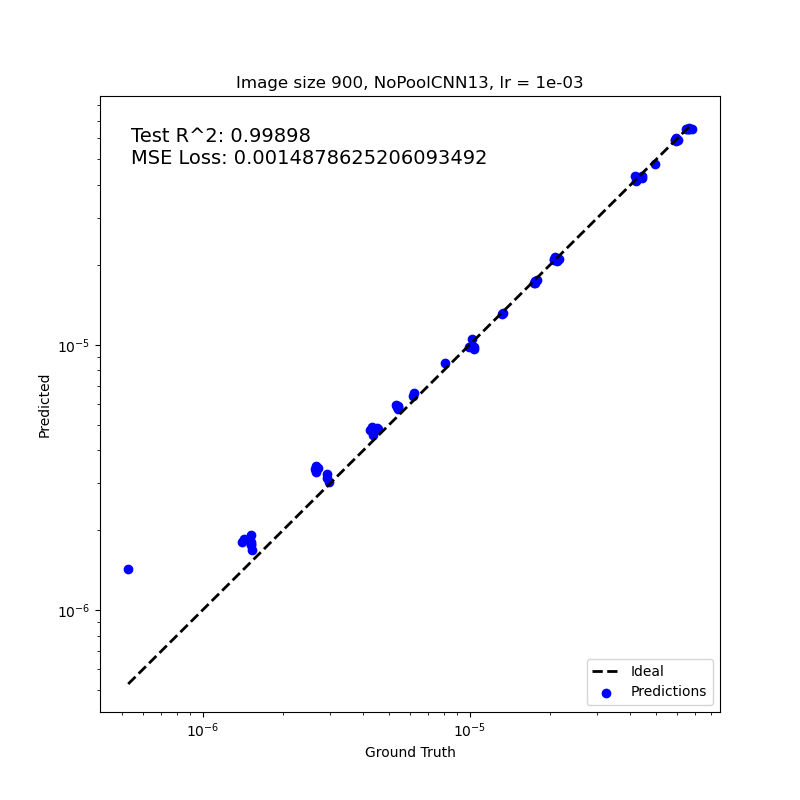 Image size 900, NoPoolCNN13, lr = 1e-03
Test R^2: 0.99898
MSE Loss: 0.0014878625206093492
Predicted
10⁻⁵
10⁻⁶
10⁻⁶ 10⁻⁵
Ground Truth
Ideal
Predictions